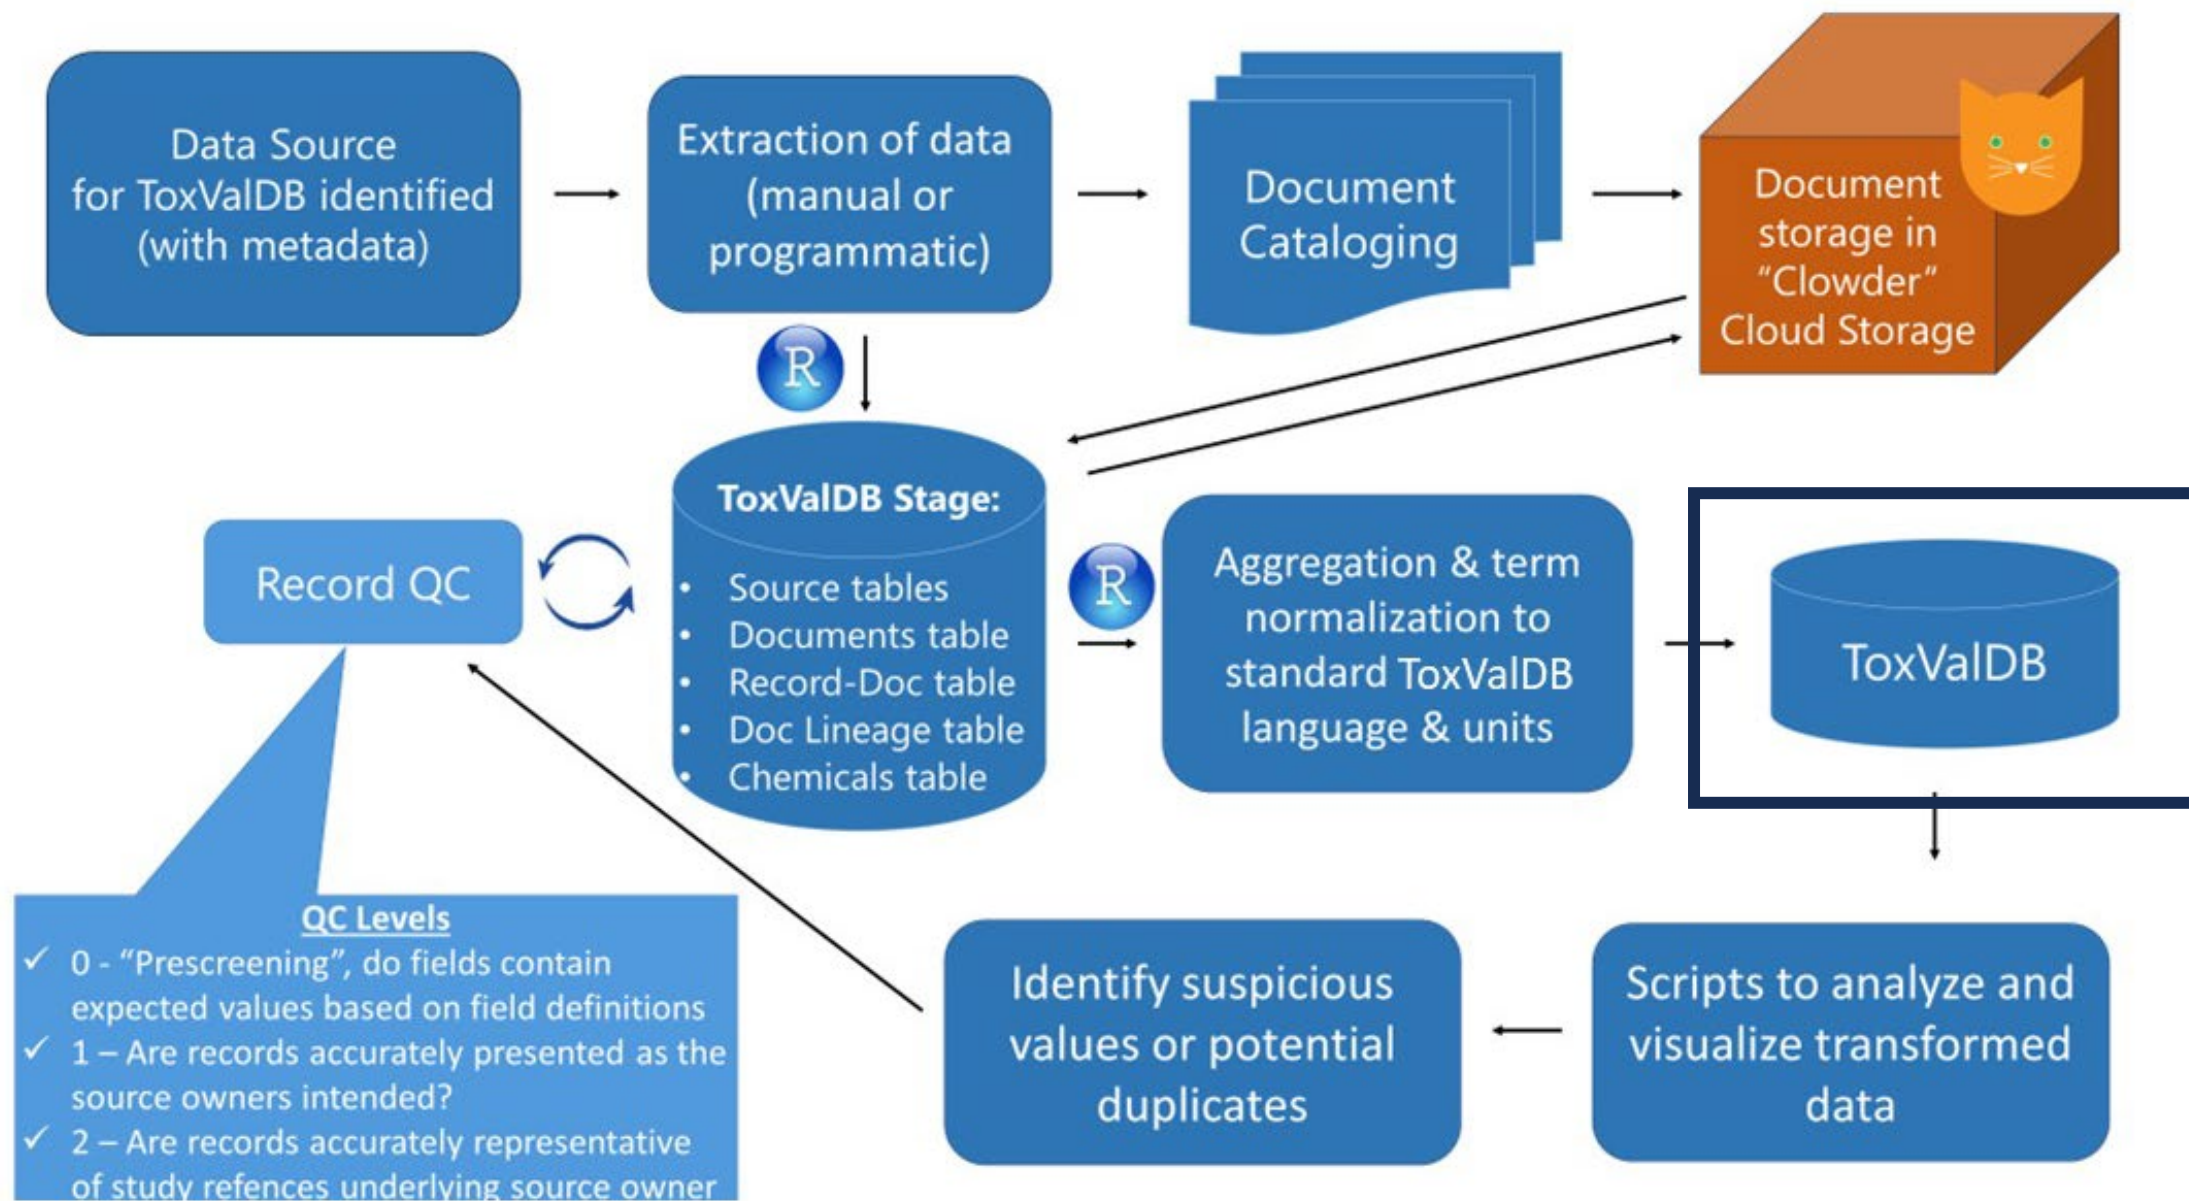 Data Source
for ToxValDB identified
(with metadata)
Extraction of data
(manual or
programmatic)
Document
Cataloging
Document
storage in
“Clowder”
Cloud Storage
R
ToxValDB Stage:
• Source tables
• Documents table
• Record-Doc table
• Doc Lineage table
• Chemicals table
Record QC
R
Aggregation & term
normalization to
standard ToxValDB
language & units
ToxValDB
QC Levels
✓ 0 - “Prescreening”, do fields contain
expected values based on field definitions
✓ 1 – Are records accurately presented as the
source owners intended?
✓ 2 – Are records accurately representative
of study refences underlying source owner
Identify suspicious
values or potential
duplicates
Scripts to analyze and
visualize transformed
data